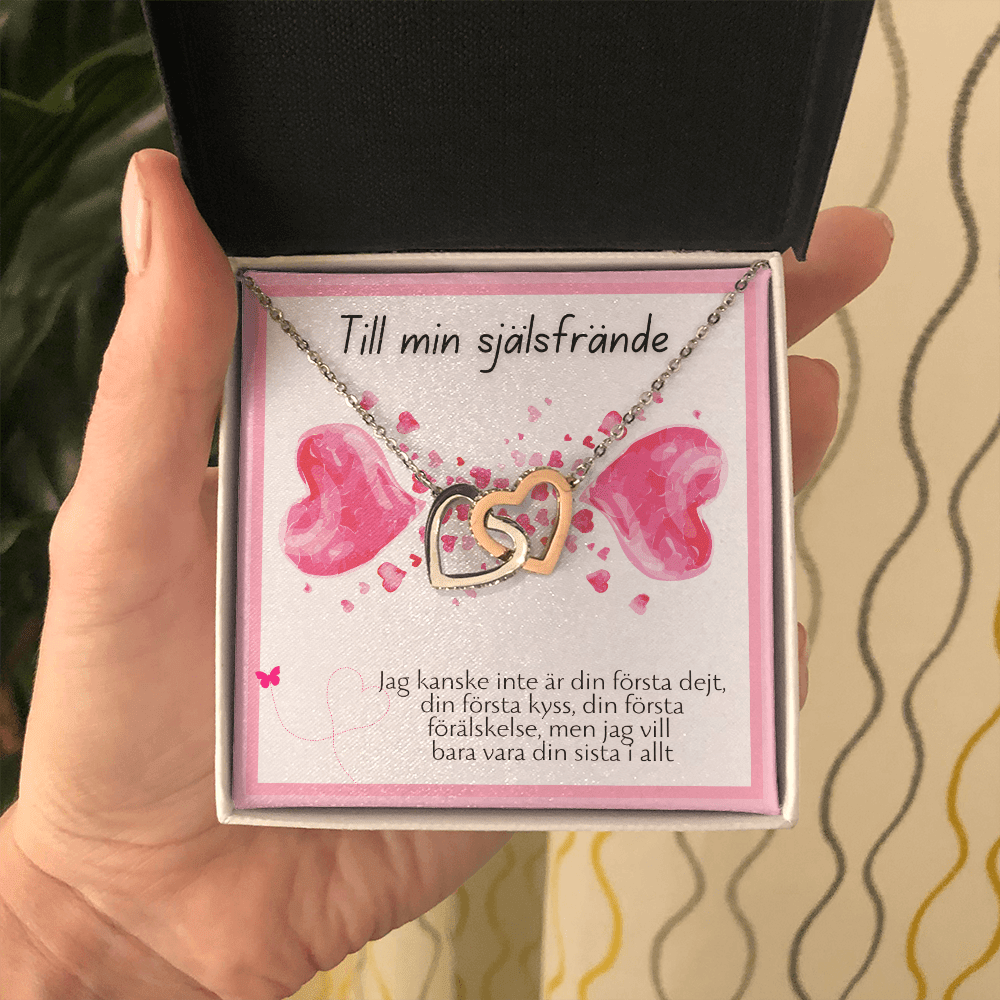 Till min själsfrände
Jag kanske inte är din första dejt,
din första kyss, din första
förälskelse, men jag vill
bara vara din sista i allt